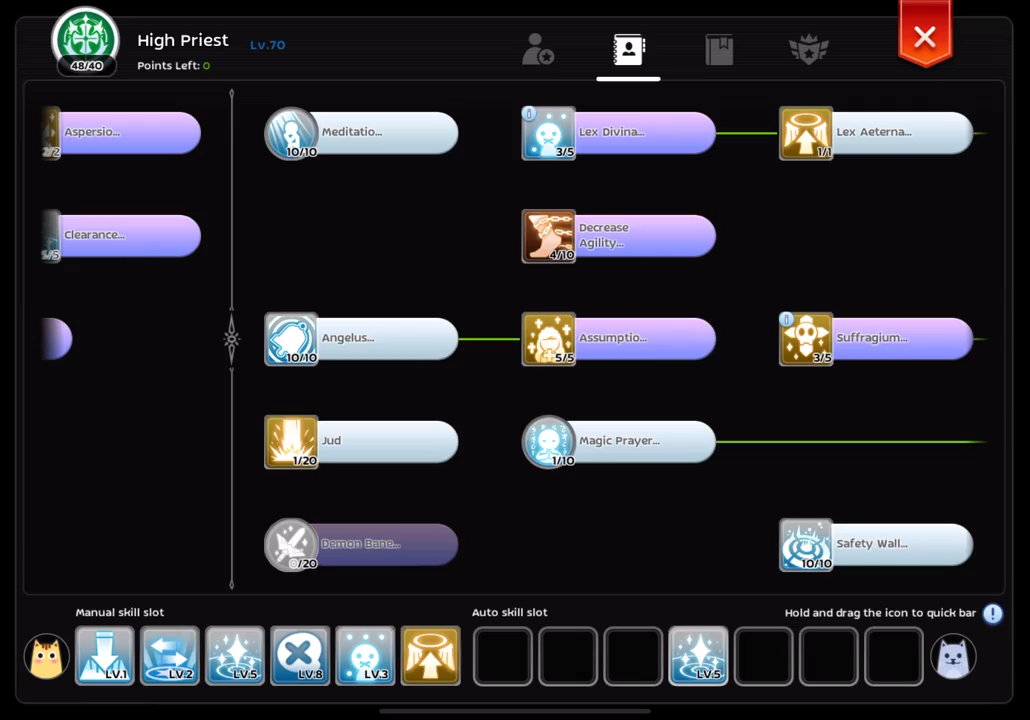 High Priest Lv.70
48/40
Points Left: 0
Aspersio...
2/2
Meditatio...
10/10
Lex Divina...
3/5
Lex Aeterna...
1/1
Clearance...
5/5
Decrease
Agility...
4/10
Angelus...
10/10
Assumptio...
5/5
Suffragium...
3/5
Jud
1/20
Magic Prayer...
1/10
Demon Bane...
0/20
Safety Wall...
10/10
Manual skill slot
Auto skill slot
Hold and drag the icon to quick bar
LV.1
LV.2
LV.5
LV.8
LV.3
LV.5